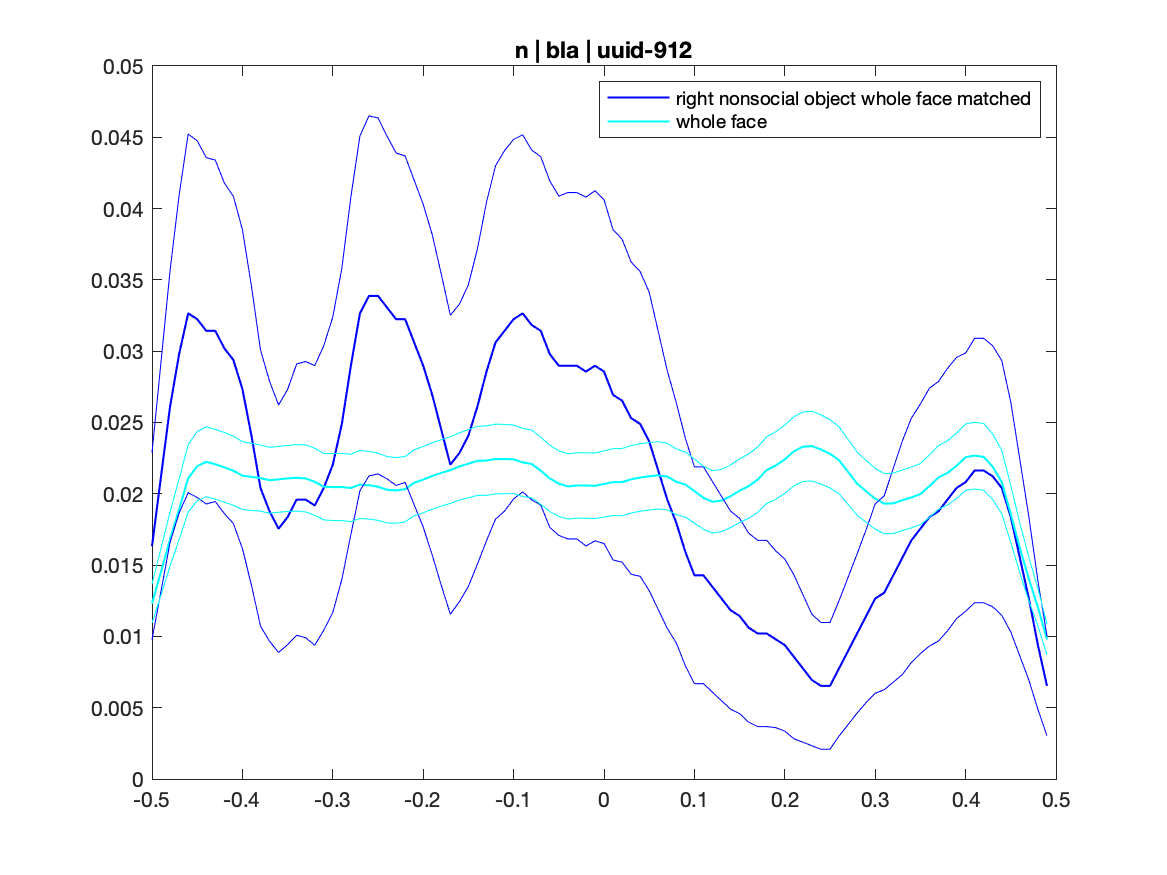 n | bla | uuid-912
right nonsocial object whole face matched
whole face
0.05
0.045
0.04
0.035
0.03
0.025
0.02
0.015
0.01
0.005
0
-0.5 -0.4 -0.3 -0.2 -0.1 0 0.1 0.2 0.3 0.4 0.5